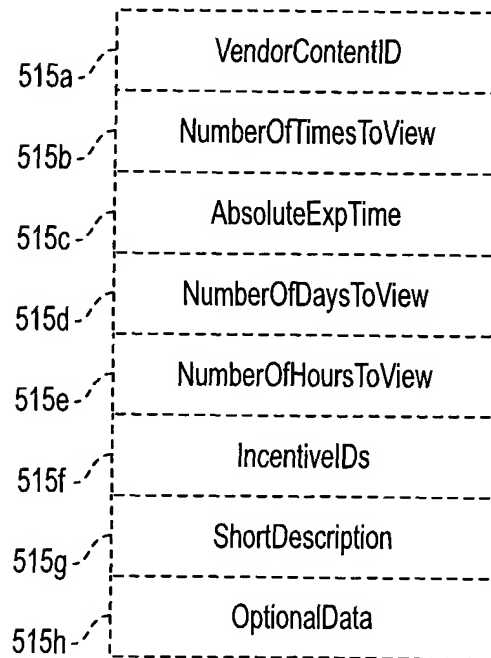 VendorContentID
515a
NumberOfTimesToView
515b
AbsoluteExpTime
515c
NumberOfDaysToView
515d
NumberOfHoursToView
515e
IncentiveIDs
515f
ShortDescription
515g
OptionalData
515h